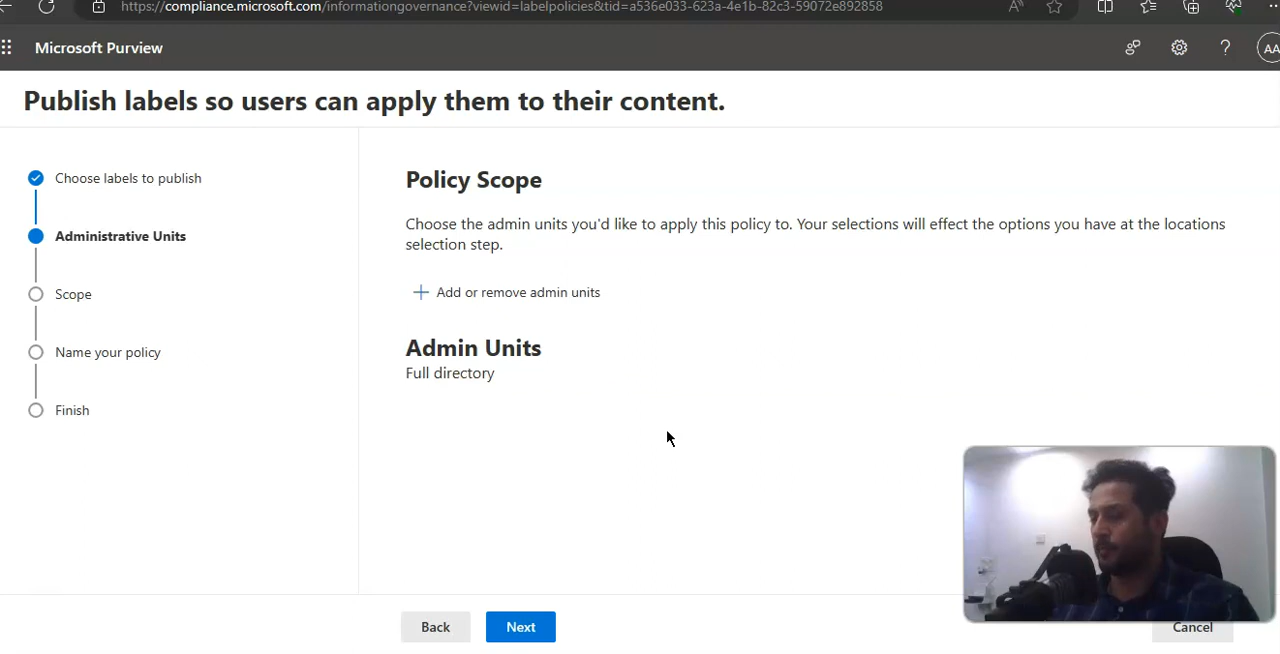 https://compliance.microsoft.com/informationgovernance?viewid=labelpolicies&tid=a536e033-623a-4e1b-82c3-59072e892858
Microsoft Purview
AA
Publish labels so users can apply them to their content.
Choose labels to publish
Administrative Units
Scope
Name your policy
Finish
Policy Scope
Choose the admin units you'd like to apply this policy to. Your selections will effect the options you have at the locations
selection step.
Add or remove admin units
Admin Units
Full directory
Back
Next
Cancel